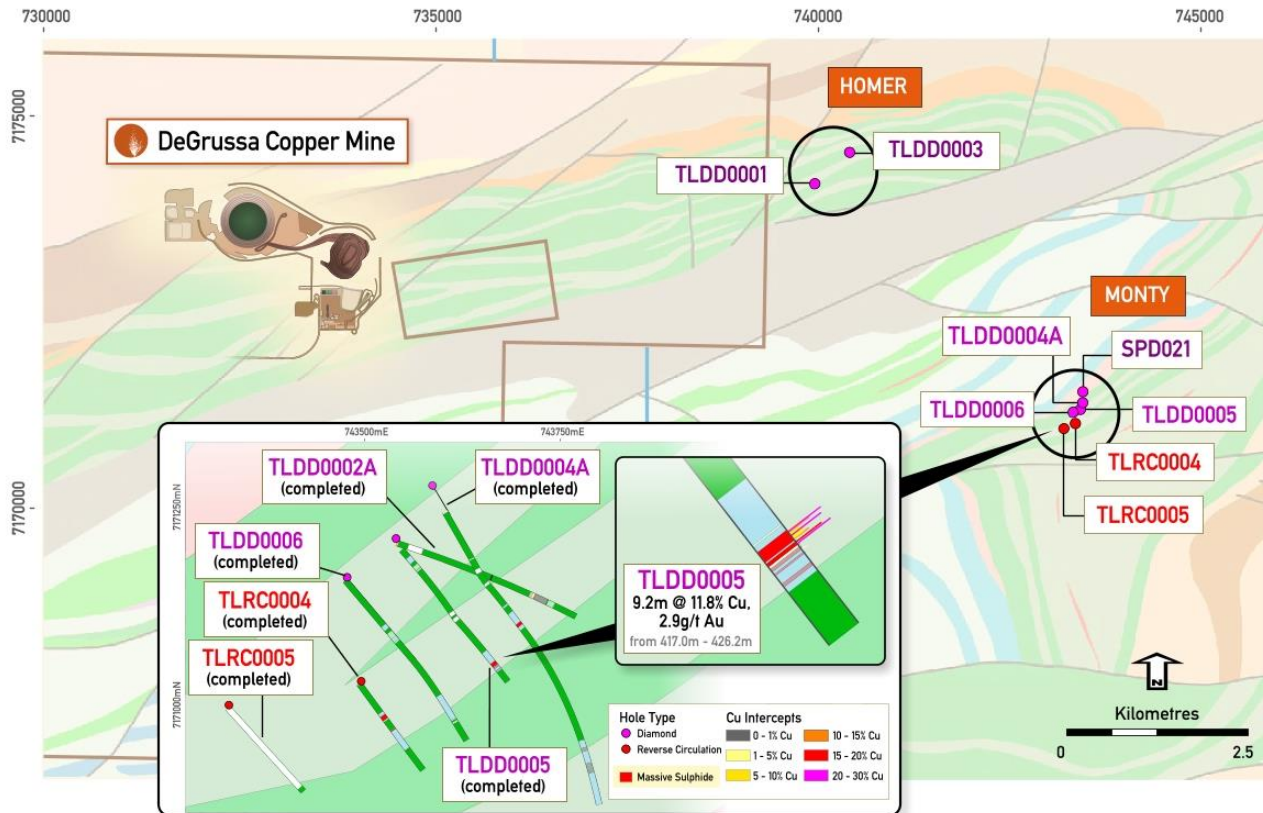 730000
735000
740000
745000
7175000
7170000
DeGrussa Copper Mine
HOMER
TLDD0001
TLDD0003
MONTY
TLDD0004A
SPD021
TLDD0006
TLDD0005
TLRC0004
TLRC0005
743500mE
743750mE
7171250mN
7171000mN
TLDD0002A
(completed)
TLDD0004A
(completed)
TLDD0006
(completed)
TLRC0004
(completed)
TLRC0005
(completed)
TLDD0005
(completed)
TLDD0005
9.2m @ 11.8% Cu,
2.9g/t Au
from 417.0m - 426.2m
Hole Type
Diamond
Reverse Circulation
Massive Sulphide
Cu Intercepts
0 - 1% Cu
1 - 5% Cu
5 - 10% Cu
10 - 15% Cu
15 - 20% Cu
20 - 30% Cu
N
Kilometres
0
2.5